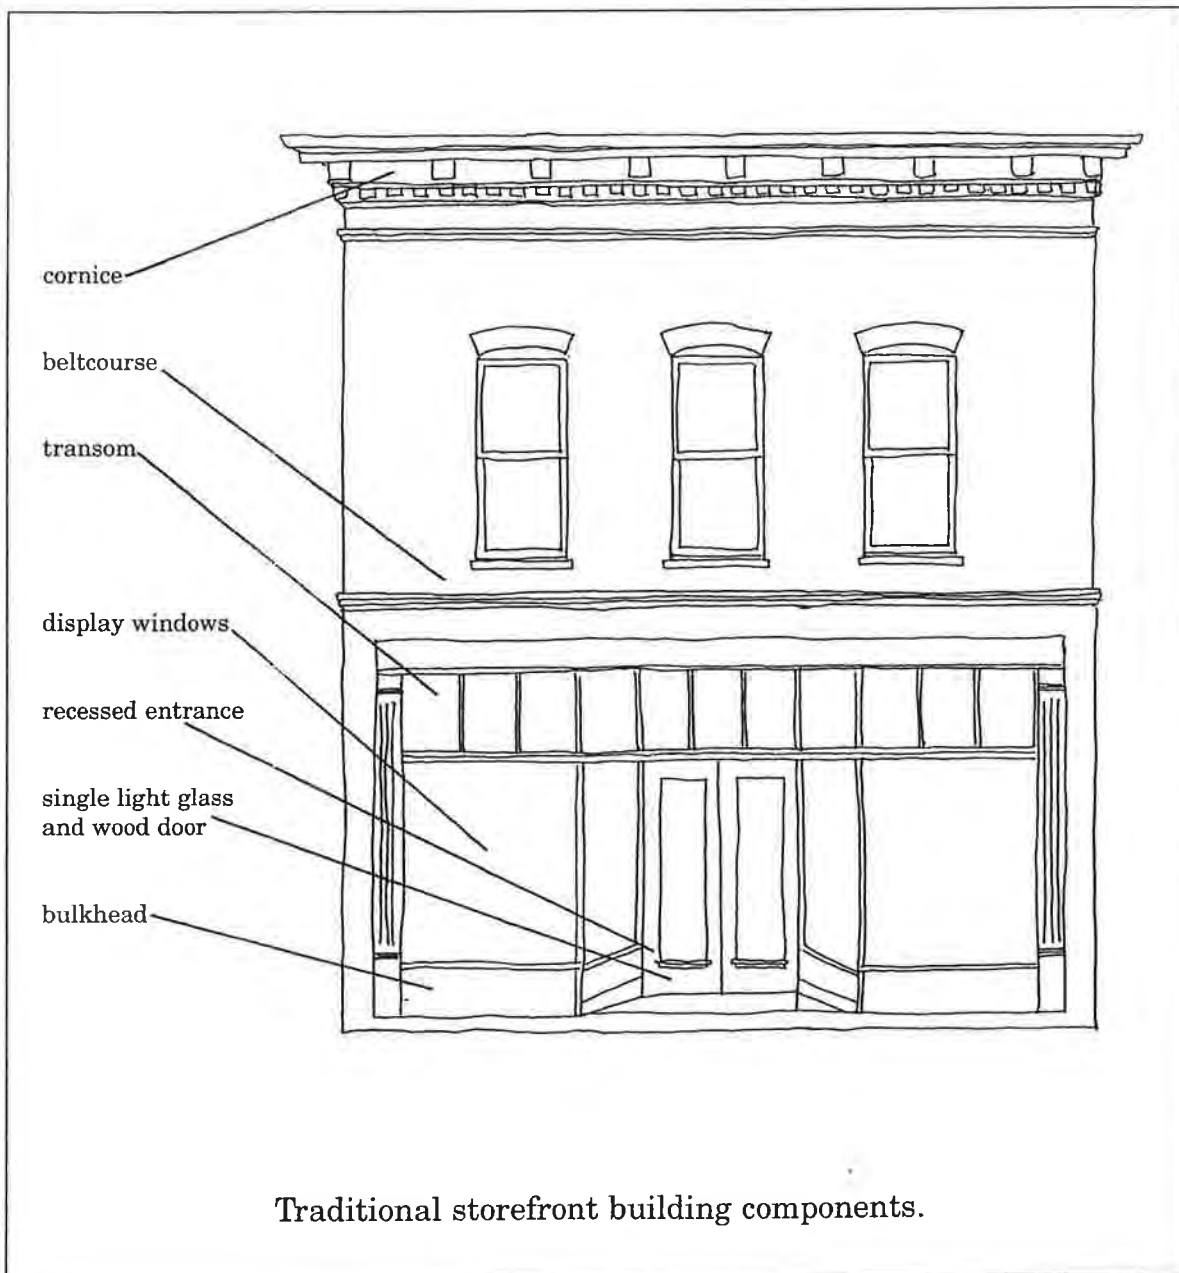 cornice
beltcourse
transom
display windows
recessed entrance
single light glass
and wood door
bulkhead
Traditional storefront building components.